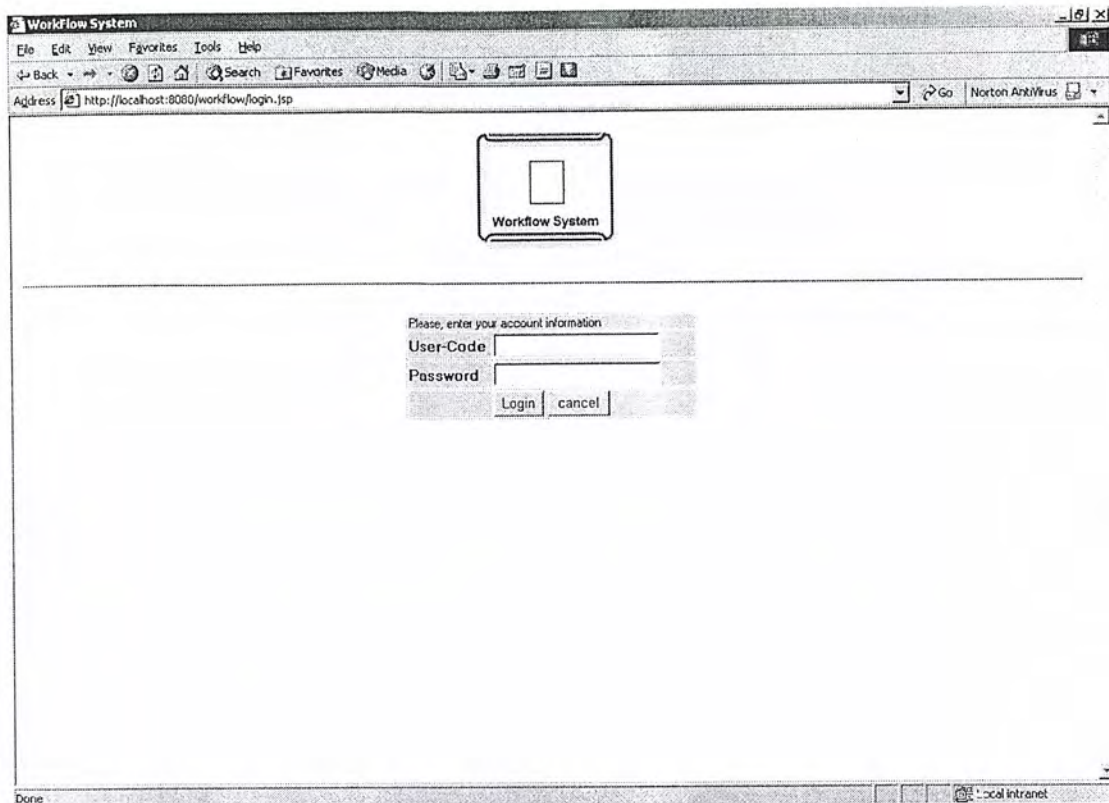 WorkFlow System
File Edit View Favorites Tools Help
Back Search Favorites Media
Address http://localhost:8080/workflow/login.jsp Go Norton AntiVirus
Workflow System
Please, enter your account information
User-Code
Password
Login cancel
Done Local intranet